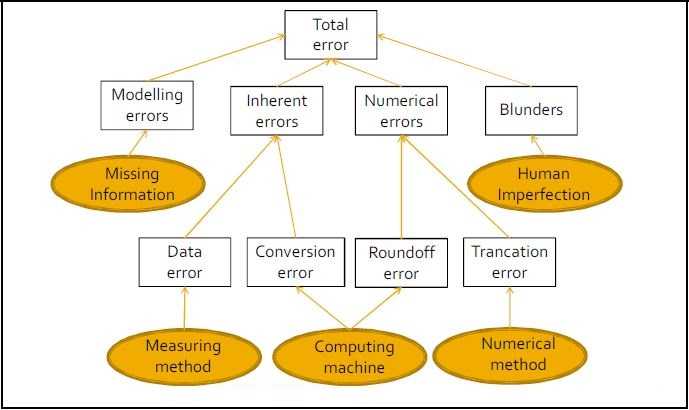 Total
error
Modelling
errors
Inherent
errors
Numerical
errors
Blunders
Missing
Information
Human
Imperfection
Data
error
Conversion
error
Roundoff
error
Trancation
error
Measuring
method
Computing
machine
Numerical
method